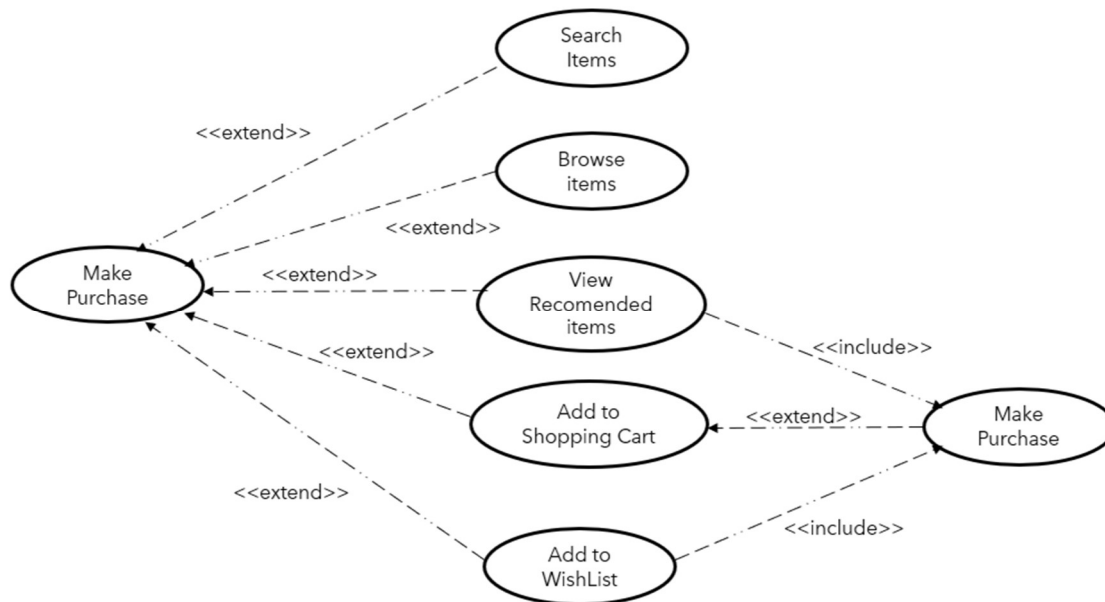 Search
Items
<<extend>>
Browse
items
<<extend>>
Make
Purchase
<<extend>>
View
Recomended
items
<<include>>
<<extend>>
Add to
Shopping Cart
<<extend>>
Make
Purchase
<<extend>>
<<include>>
Add to
WishList